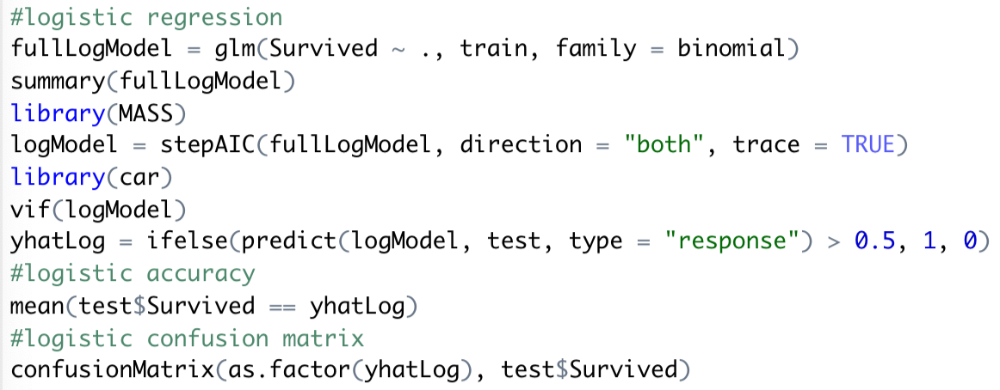 #logistic regression
fullLogModel = glm(Survived ~ ., train, family = binomial)
summary(fullLogModel)
library(MASS)
logModel = stepAIC(fullLogModel, direction = "both", trace = TRUE)
library(car)
vif(logModel)
yhatLog = ifelse(predict(logModel, test, type = "response") > 0.5, 1, 0)
#logistic accuracy
mean(test$Survived == yhatLog)
#logistic confusion matrix
confusionMatrix(as.factor(yhatLog), test$Survived)